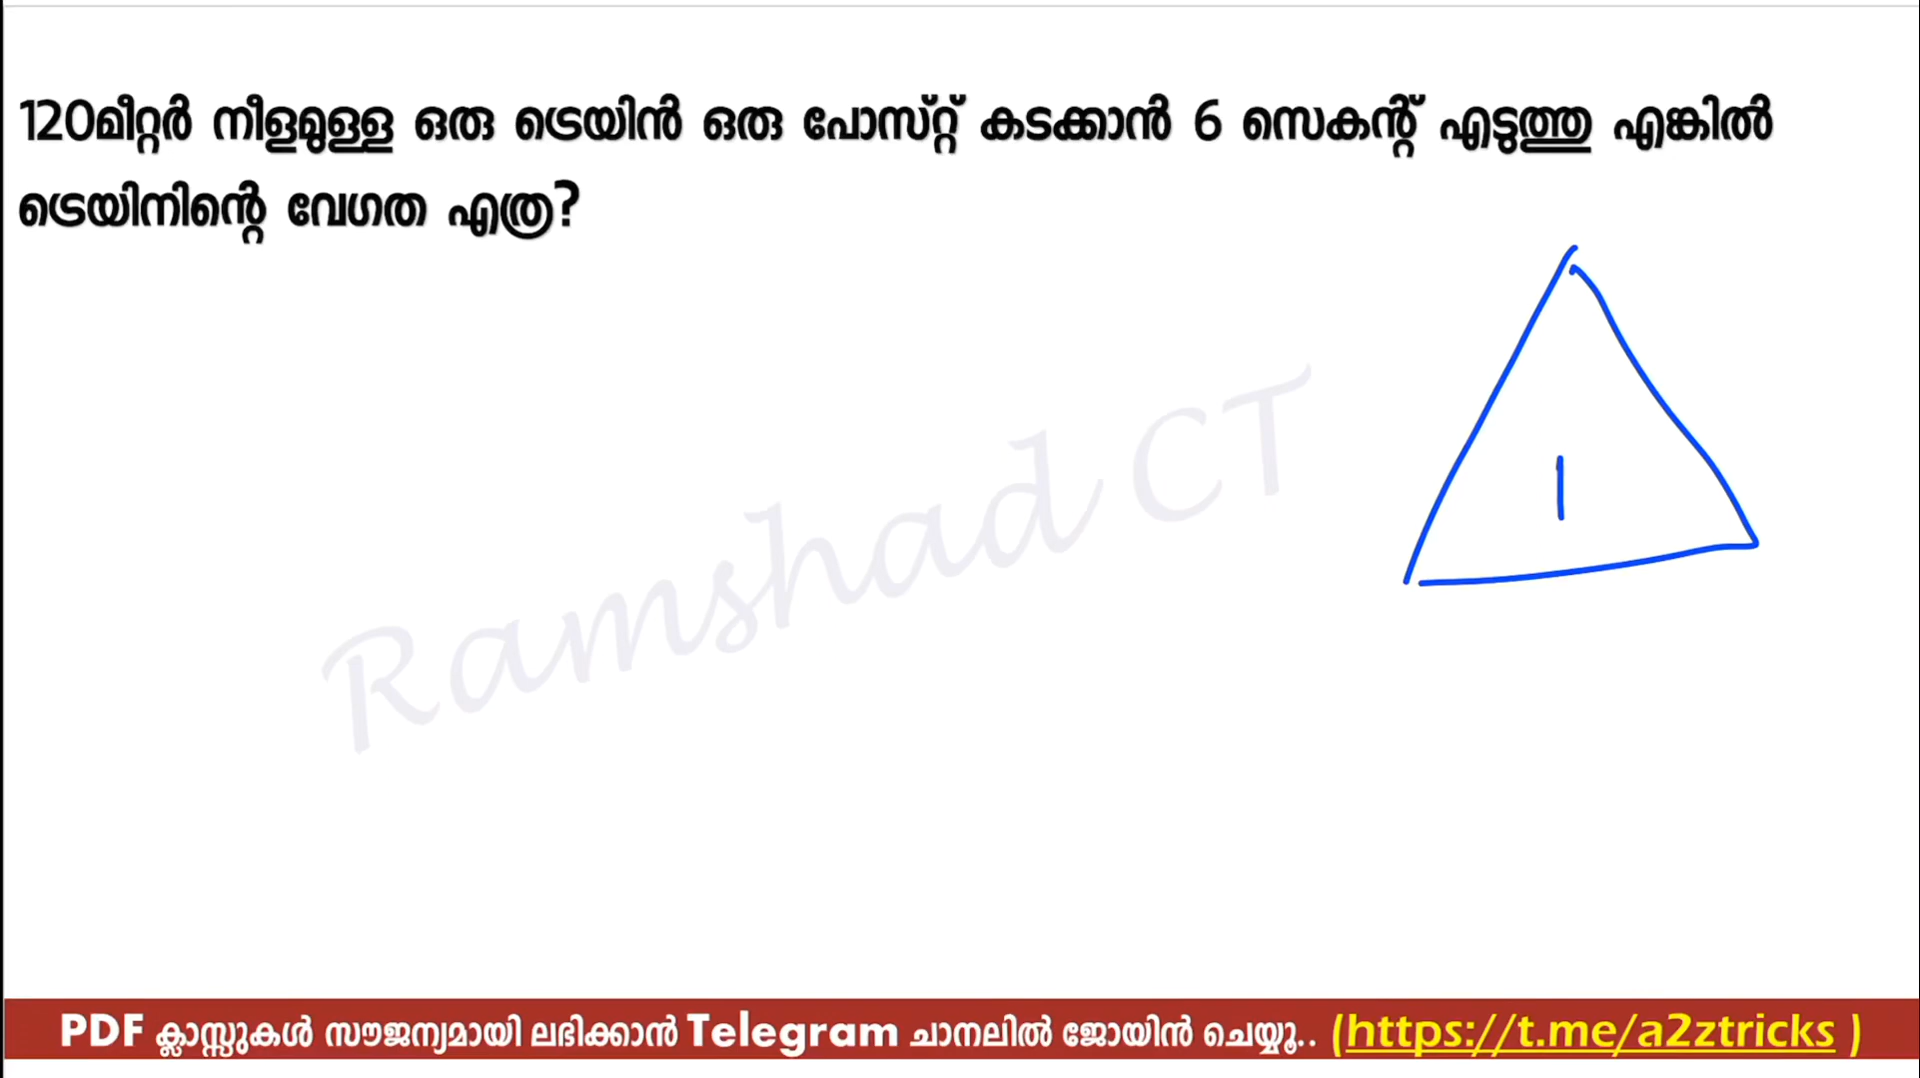 120മീറ്റർ നീളമുള്ള ഒരു ട്രെയിൻ ഒരു പോസ്റ്റ് കടക്കാൻ 6 സെകന്റ് എടുത്തു എങ്കിൽ
ട്രെയിനിന്റെ വേഗത എത്ര?
1
Ramshad CT
PDF ക്ലാസ്സുകൾ സൗജന്യമായി ലഭിക്കാൻ Telegram ചാനലിൽ ജോയിൻ ചെയ്യൂ.. (https://t.me/a2ztricks )